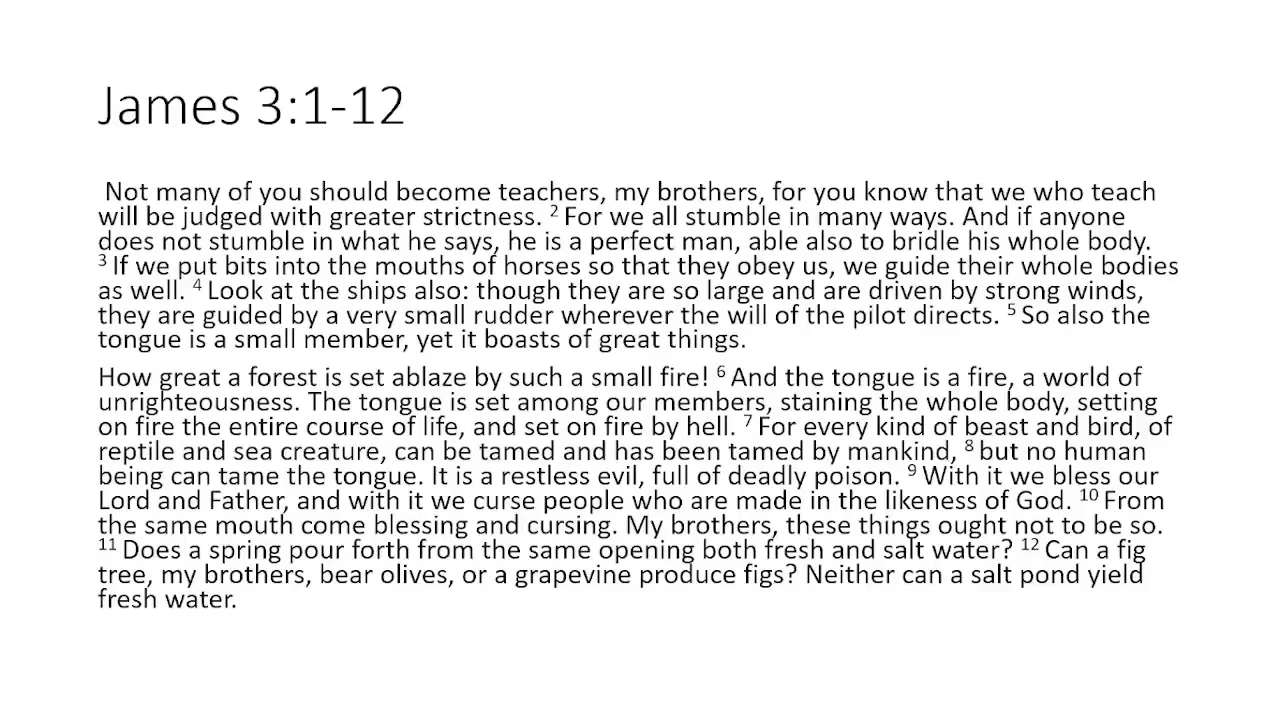 James 3:1-12
Not many of you should become teachers, my brothers, for you know that we who teach
will be judged with greater strictness. 2 For we all stumble in many ways. And if anyone
does not stumble in what he says, he is a perfect man, able also to bridle his whole body.
3 If we put bits into the mouths of horses so that they obey us, we guide their whole bodies
as well. 4 Look at the ships also: though they are so large and are driven by strong winds,
they are guided by a very small rudder wherever the will of the pilot directs. 5 So also the
tongue is a small member, yet it boasts of great things.
How great a forest is set ablaze by such a small fire! 6 And the tongue is a fire, a world of
unrighteousness. The tongue is set among our members, staining the whole body, setting
on fire the entire course of life, and set on fire by hell. 7 For every kind of beast and bird, of
reptile and sea creature, can be tamed and has been tamed by mankind, 8 but no human
being can tame the tongue. It is a restless evil, full of deadly poison. 9 With it we bless our
Lord and Father, and with it we curse people who are made in the likeness of God. 10 From
the same mouth come blessing and cursing. My brothers, these things ought not to be so.
11 Does a spring pour forth from the same opening both fresh and salt water? 12 Can a fig
tree, my brothers, bear olives, or a grapevine produce figs? Neither can a salt pond yield
fresh water.